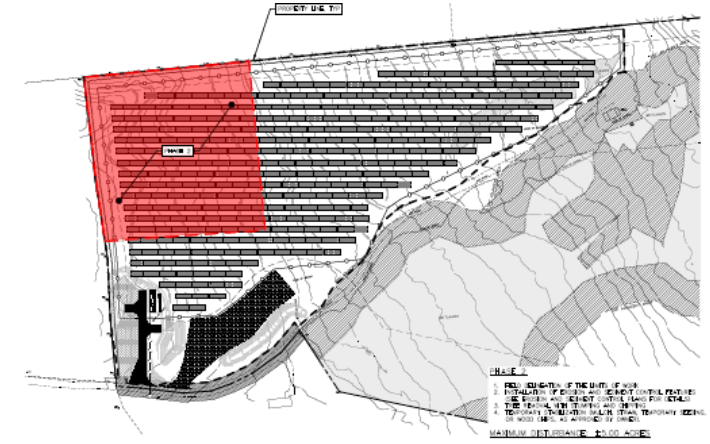 PROPERTY LINE, TYP
PHASE 2
PHASE 2
1. FIELD DELINEATION OF THE LIMITS OF WORK
2. INSTALLATION OF EROSION AND SEDIMENT CONTROL FEATURES
(SEE EROSION AND SEDIMENT CONTROL PLANS FOR DETAILS)
3. TREE REMOVAL WITH STUMPING AND CHIPPING
4. TEMPORARY STABILIZATION (MULCH, STRAW, TEMPORARY SEEDING,
OR WOOD CHIPS, AS APPROVED BY OWNER).
MAXIMUM DISTURBANCE: ±5.00 ACRES